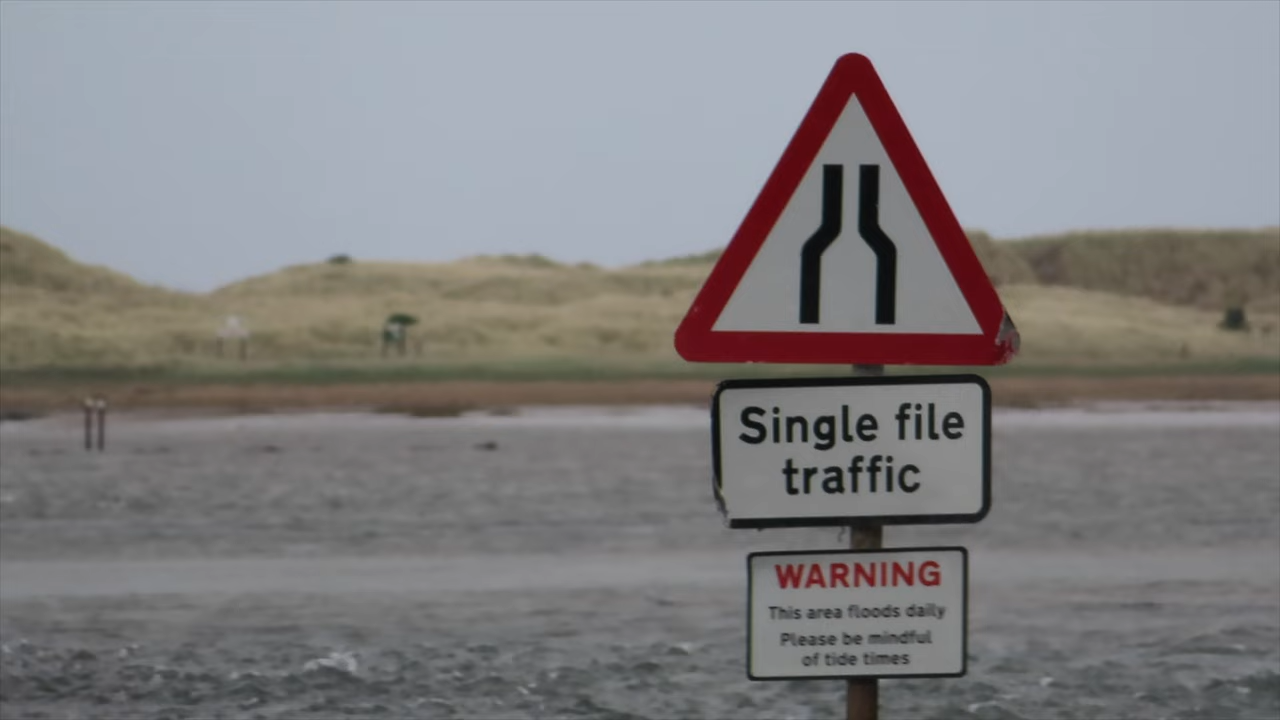 Single file
traffic
WARNING
This area floods daily
Please be mindful
of tide times